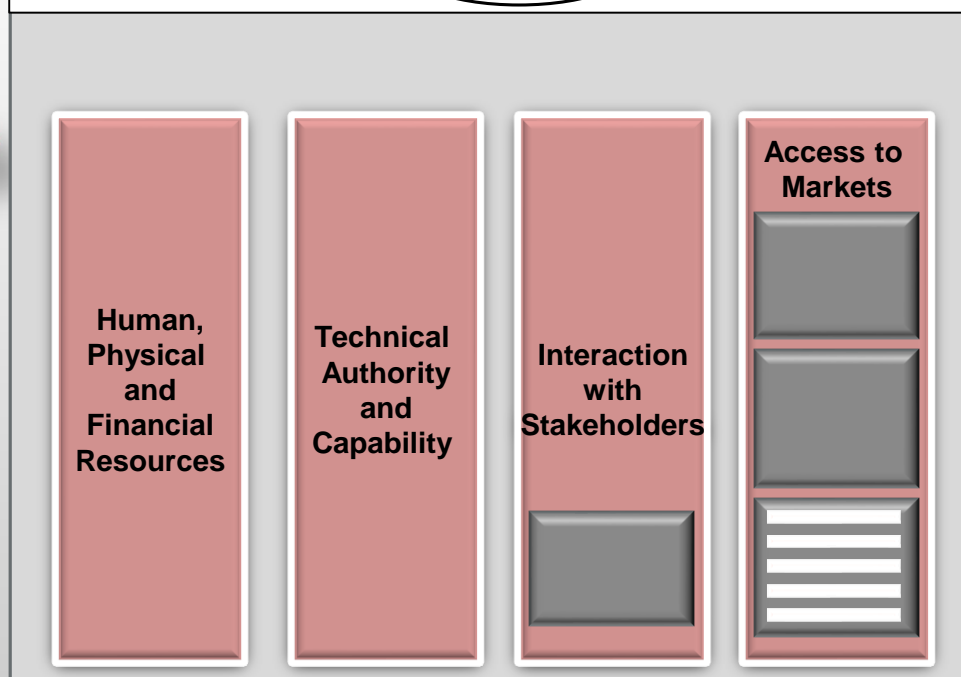 Human,
Physical
and
Financial
Resources
Technical
Authority
and
Capability
Interaction
with
Stakeholders
Access to
Markets